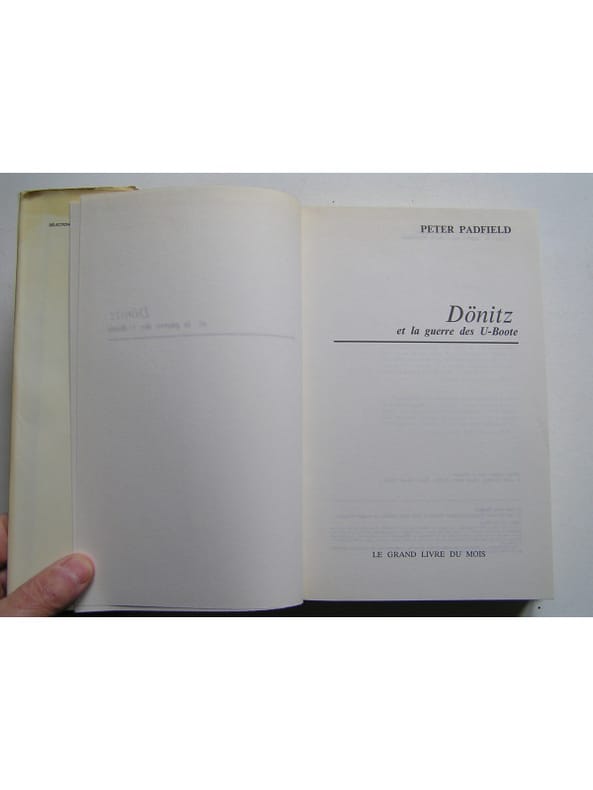 PETER PADFIELD
Dönitz
et la guerre des U-Boote
LE GRAND LIVRE DU MOIS